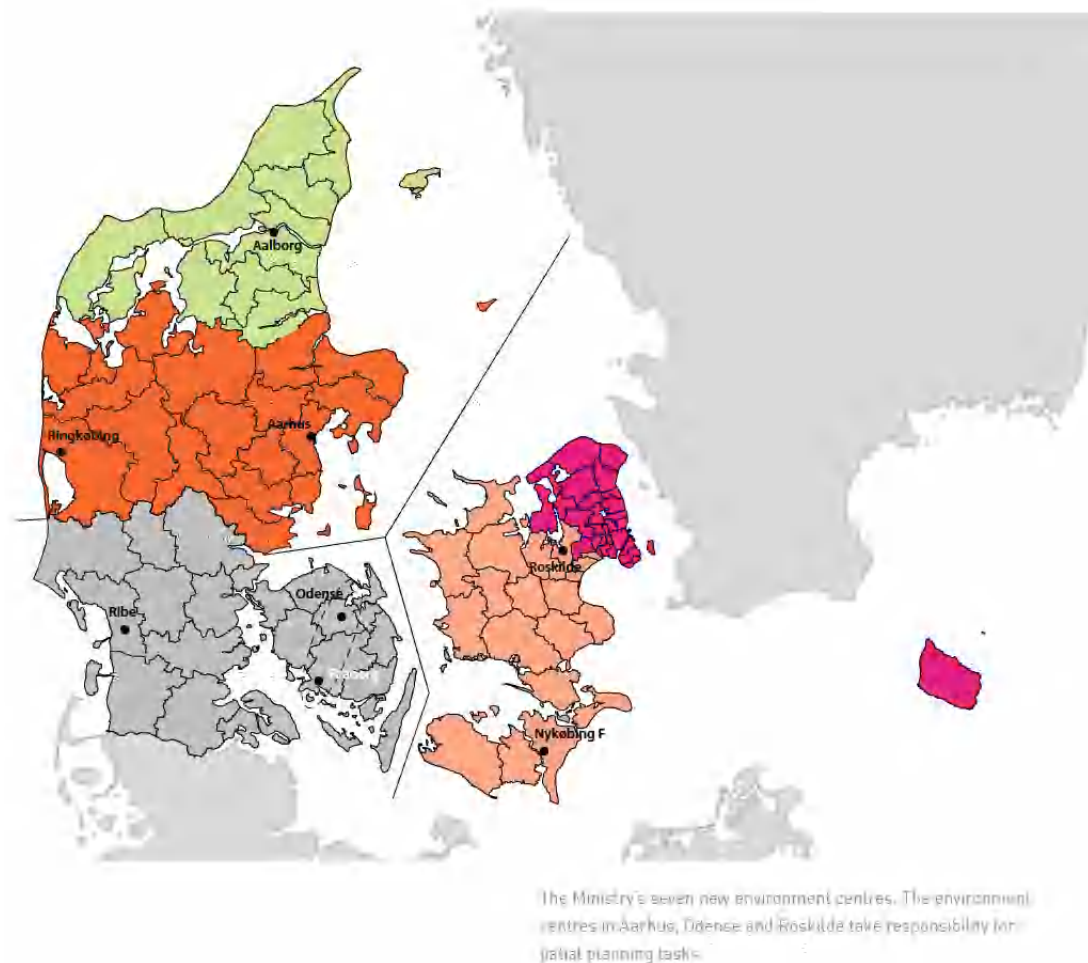 Aalborg
Aarhus
Ringkøbing
Roskilde
Odense
Ribe
Nykøbing F
The Ministry's seven new environment centres. The environment
centres in Aarhus, Odense and Roskilde take responsibility for
patial planning tasks.